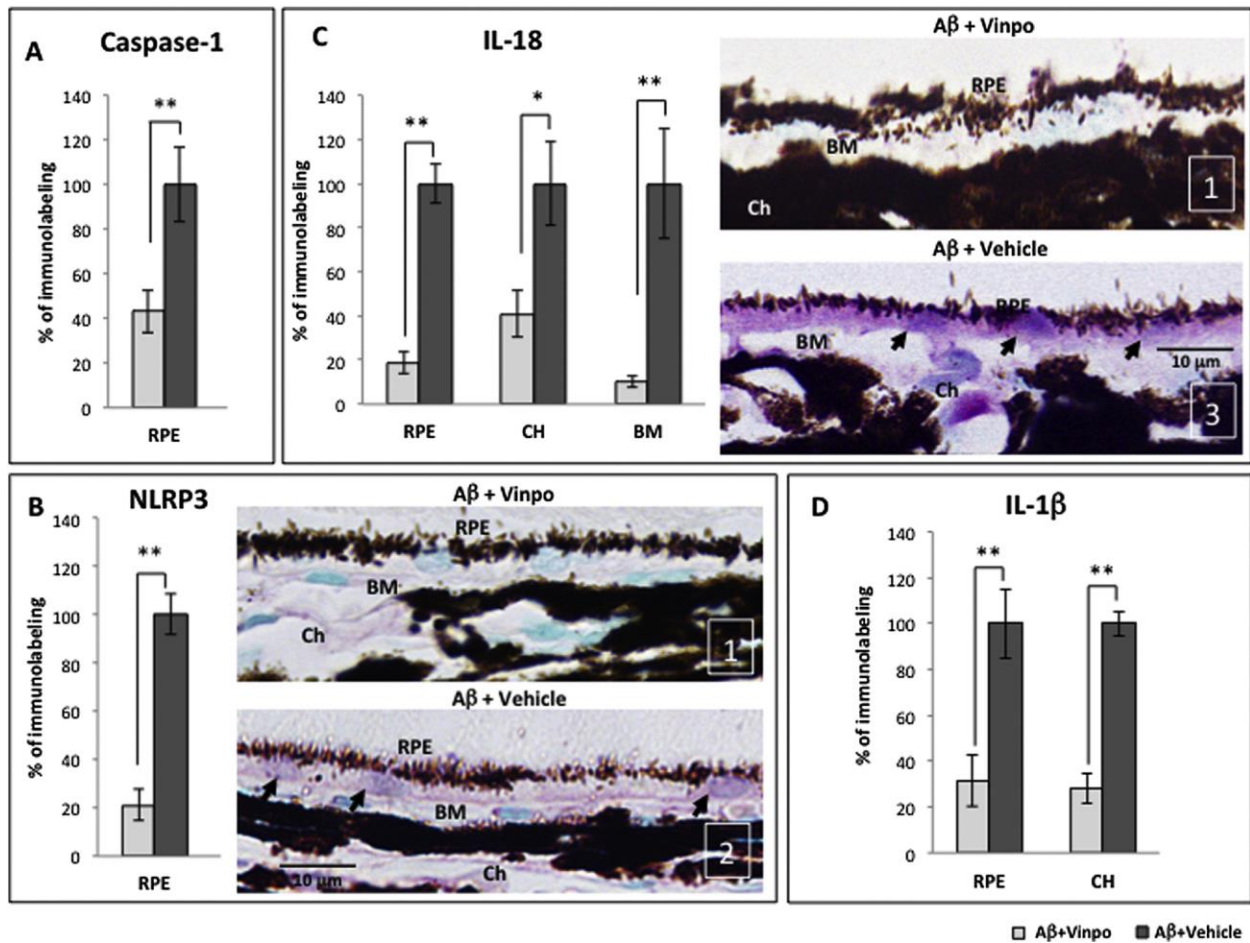 A
Caspase-1
% of immunolabeling
140
120
100
80
60
40
20
0
**
RPE
C
IL-18
% of immunolabeling
140
120
100
80
60
40
20
0
**
*
**
RPE
CH
BM
Aβ + Vinpo
RPE
BM
Ch
1
Aβ + Vehicle
RPE
BM
Ch
10 µm
3
B
NLRP3
% of immunolabeling
140
120
100
80
60
40
20
0
**
RPE
Aβ + Vinpo
RPE
BM
Ch
1
Aβ + Vehicle
RPE
BM
Ch
10 µm
2
D
IL-1β
% of immunolabeling
140
120
100
80
60
40
20
0
**
**
RPE
CH
Aβ+Vinpo
Aβ+Vehicle